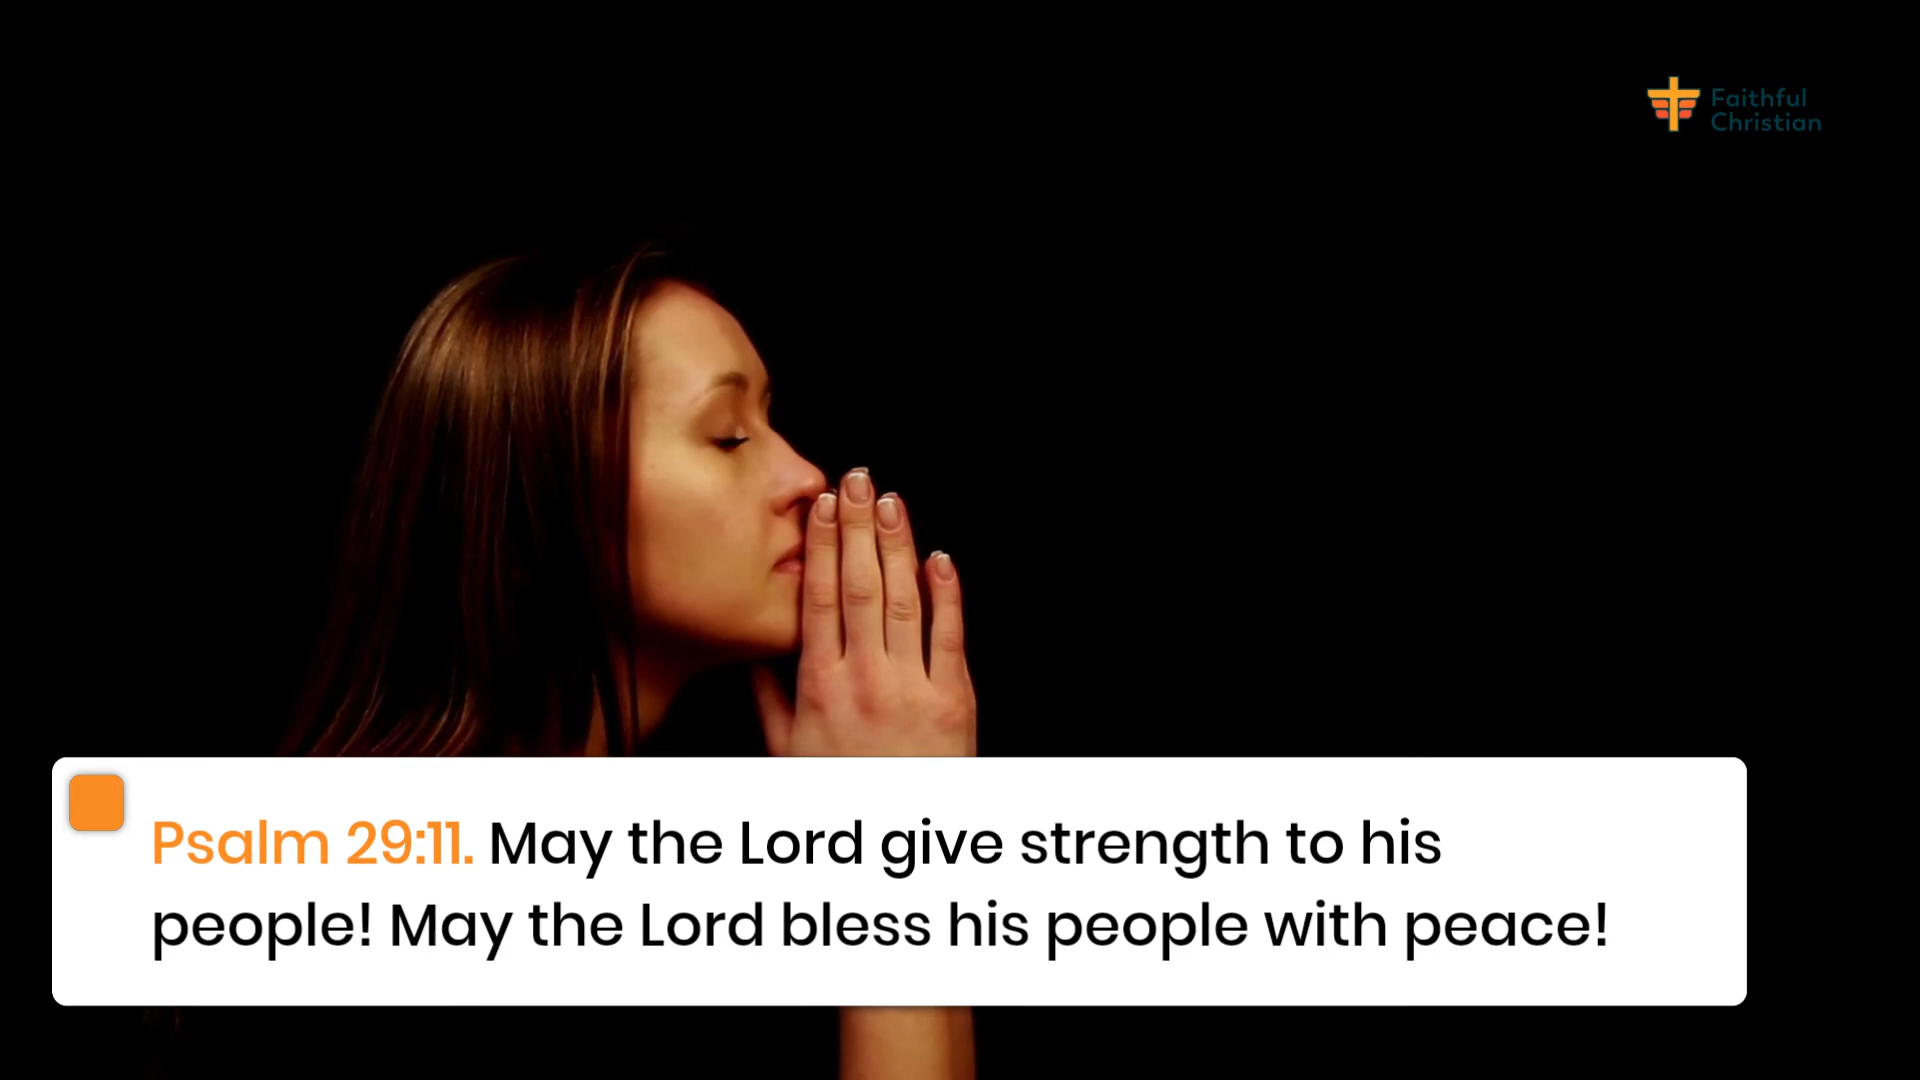 Faithful
Christian
Psalm 29:11. May the Lord give strength to his
people! May the Lord bless his people with peace!